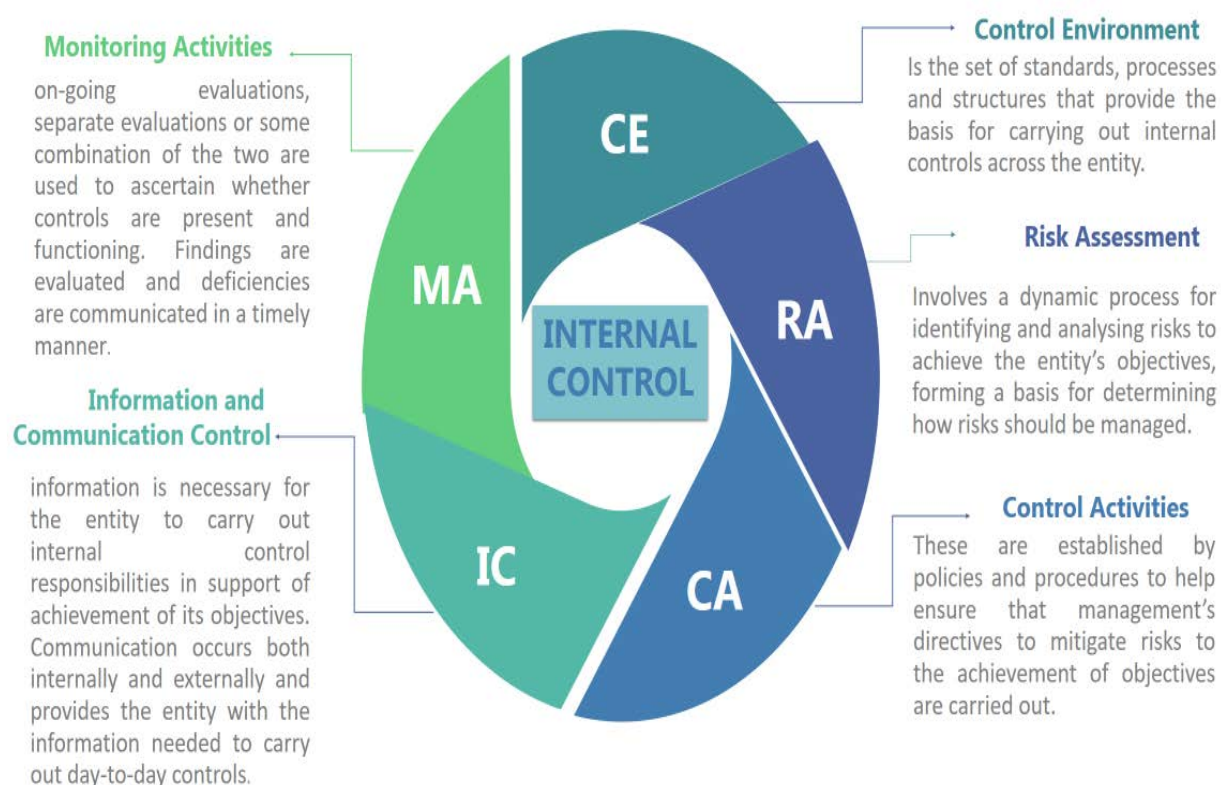 Monitoring Activities
on-going evaluations,
separate evaluations or some
combination of the two are
used to ascertain whether
controls are present and
functioning. Findings are
evaluated and deficiencies
are communicated in a timely
manner.
Information and
Communication Control
information is necessary for
the entity to carry out
internal control
responsibilities in support of
achievement of its objectives.
Communication occurs both
internally and externally and
provides the entity with the
information needed to carry
out day-to-day controls.
CE
RA
CA
IC
MA
INTERNAL
CONTROL
Control Environment
Is the set of standards, processes
and structures that provide the
basis for carrying out internal
controls across the entity.
Risk Assessment
Involves a dynamic process for
identifying and analysing risks to
achieve the entity's objectives,
forming a basis for determining
how risks should be managed.
Control Activities
These are established by
policies and procedures to help
ensure that management's
directives to mitigate risks to
the achievement of objectives
are carried out.